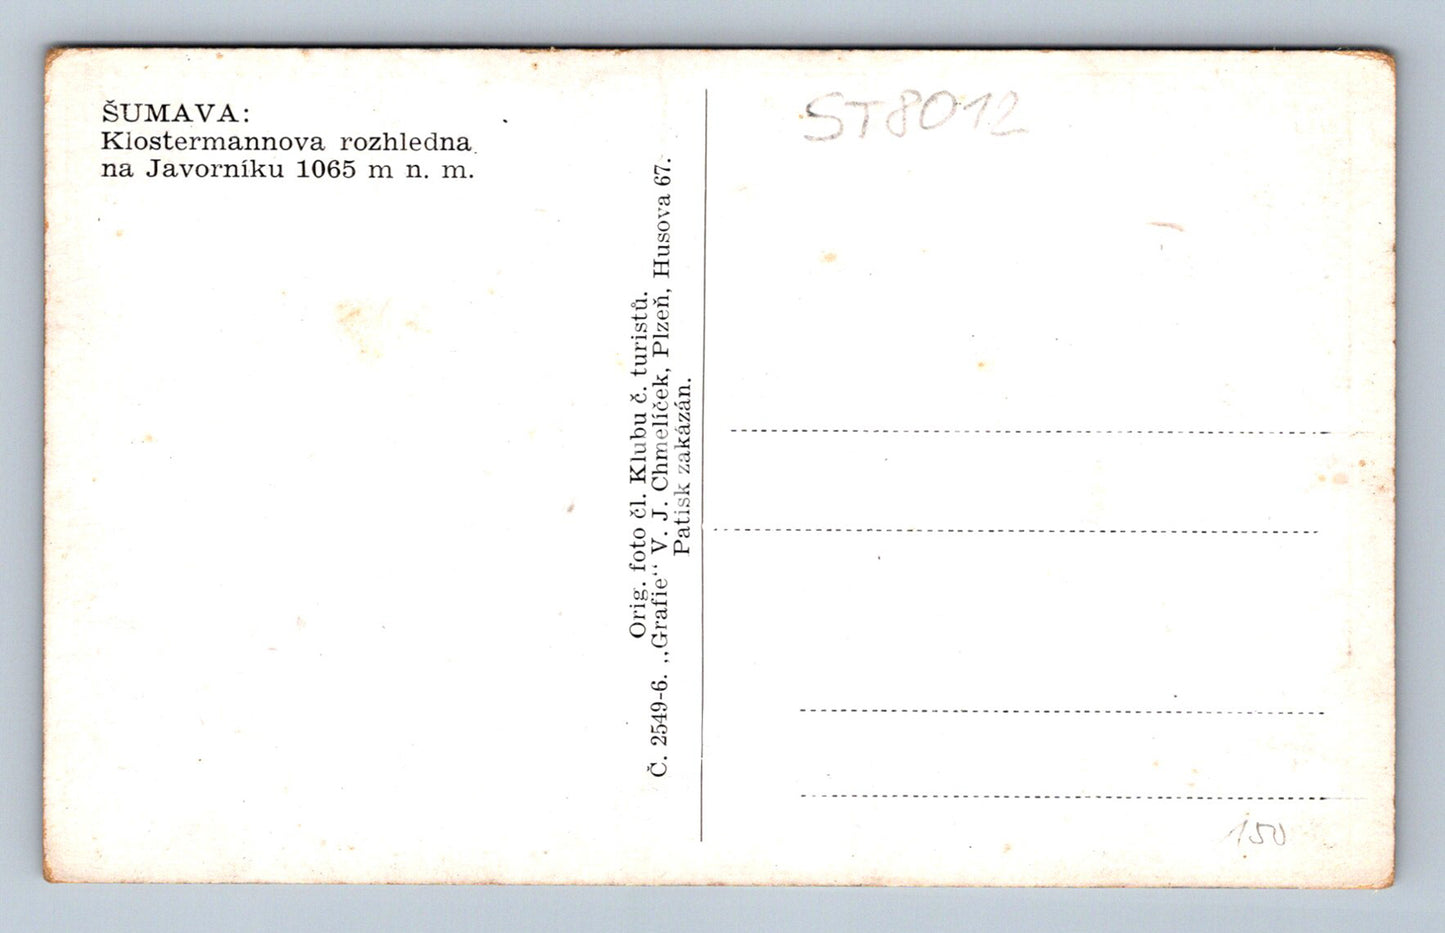 ŠUMAVA:
Klostermannova rozhledna
na Javorníku 1065 m n. m.
Orig. foto čl. Klubu č. turistů.
Č. 2549-6. „Grafie“ V. J. Chmelíček, Plzeň, Husova 67.
Patisk zakázán.
ST8012
150